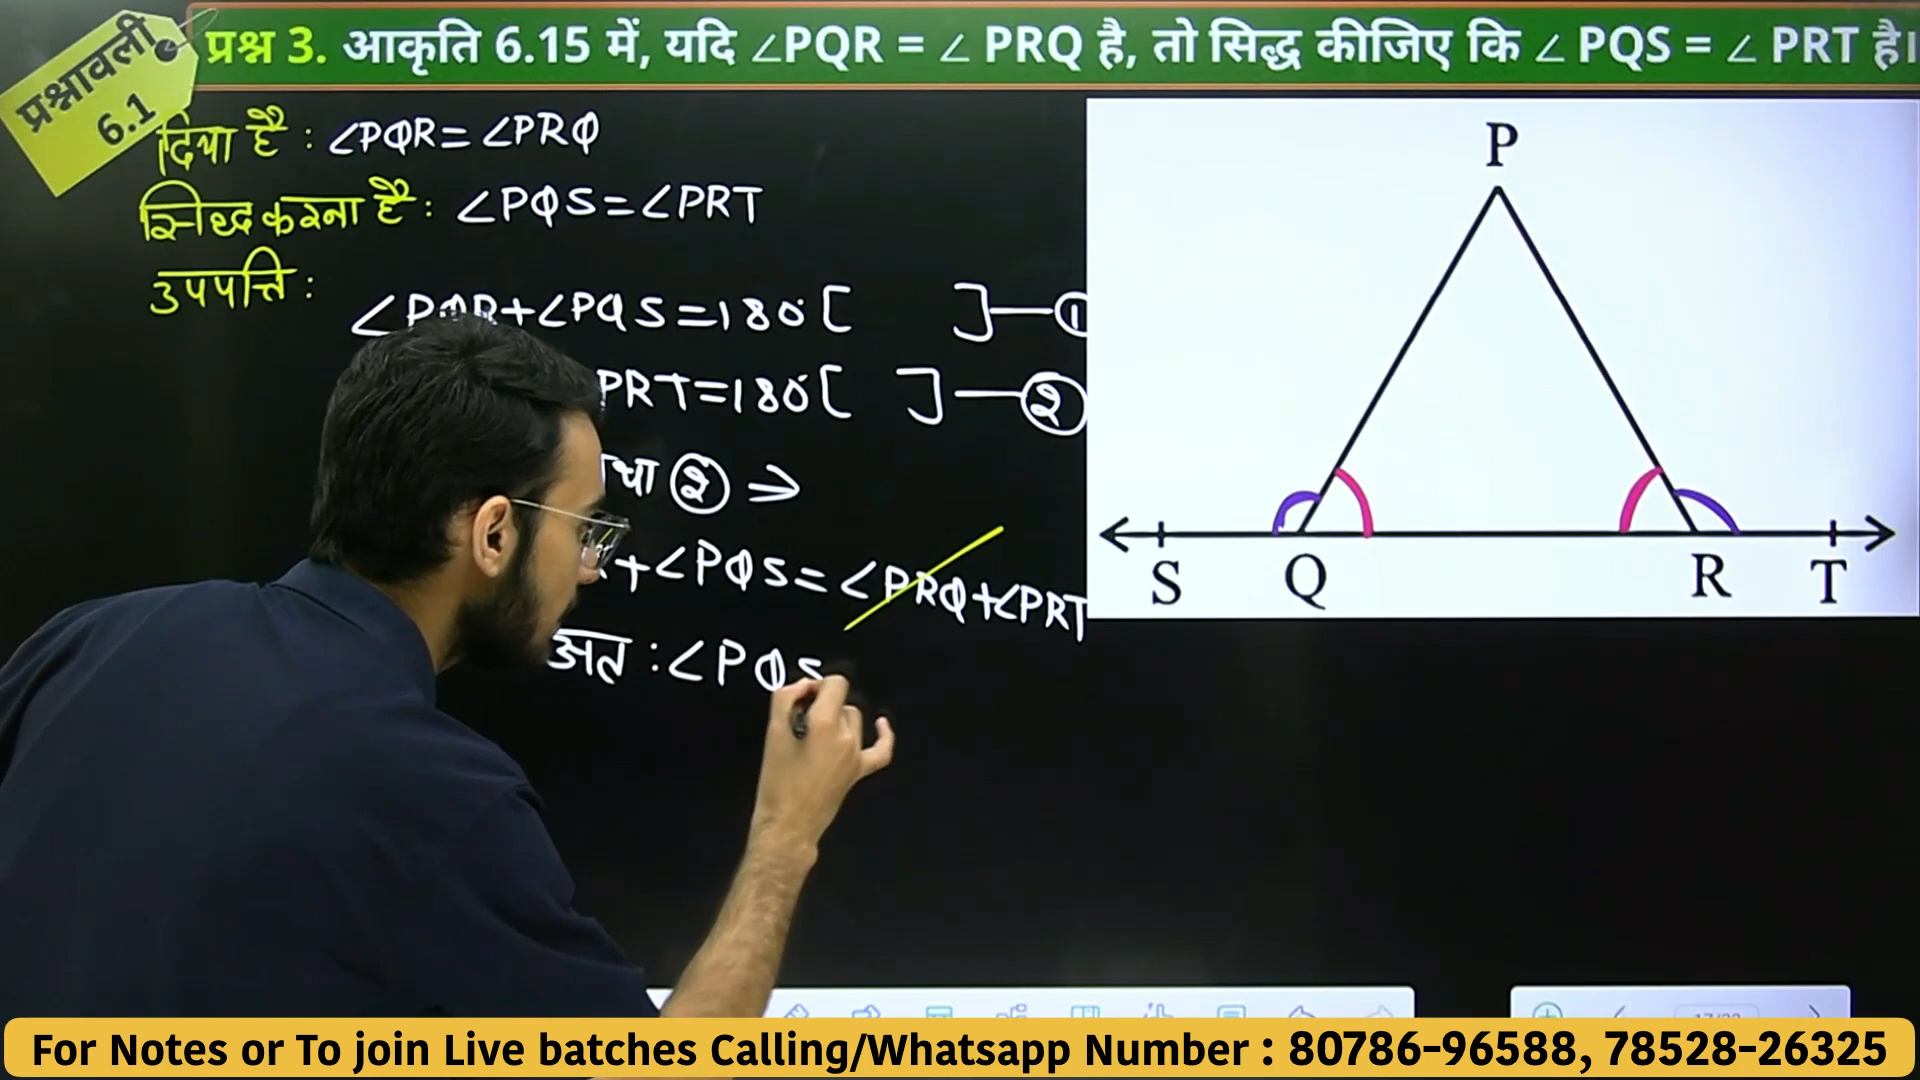 प्रश्नावली 6.1
प्रश्न 3. आकृति 6.15 में, यदि ∠PQR = ∠ PRQ है, तो सिद्ध कीजिए कि ∠ PQS = ∠ PRT है।
दिया है : ∠PQR = ∠PRQ
सिध्द करना है : ∠PQS = ∠PRT
उपपत्ति :
∠PQR + ∠PQS = 180° [ ] — ①
PRT = 180° [ ] — ②
② ⇒
+ ∠PQS = ∠PRQ + ∠PRT
अत : ∠PQS
P
S Q R T
For Notes or To join Live batches Calling/Whatsapp Number : 80786-96588, 78528-26325